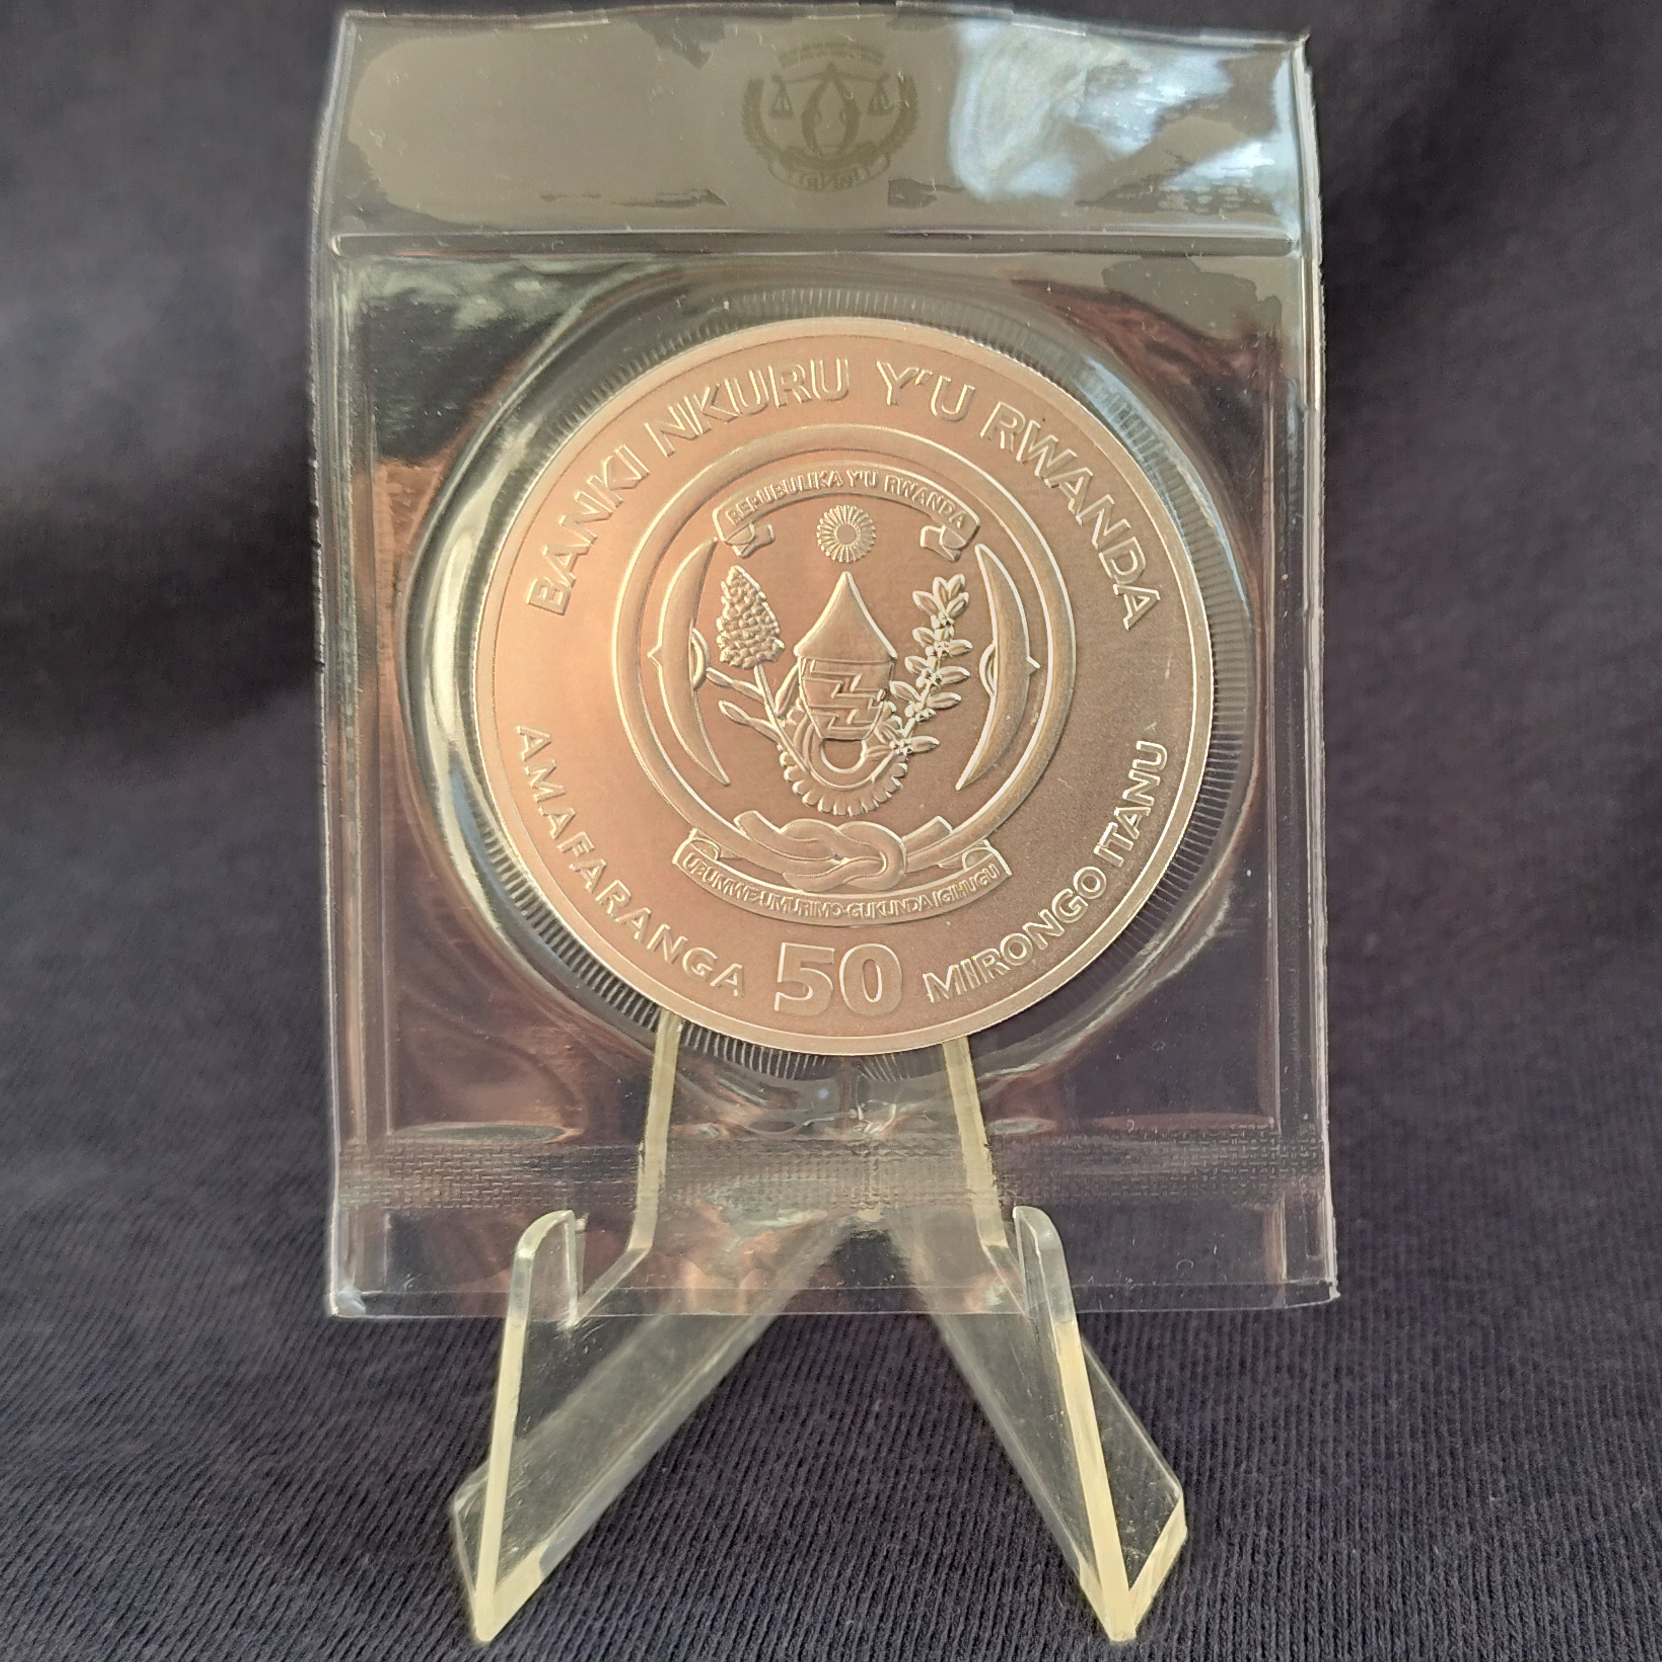 BANKI NKURU Y'U RWANDA
REPUBULIKA Y'U RWANDA
UBUMWE-UMURIMO-GUKUNDA IGIHUGU
AMAFARANGA 50 MIRONGO ITANU